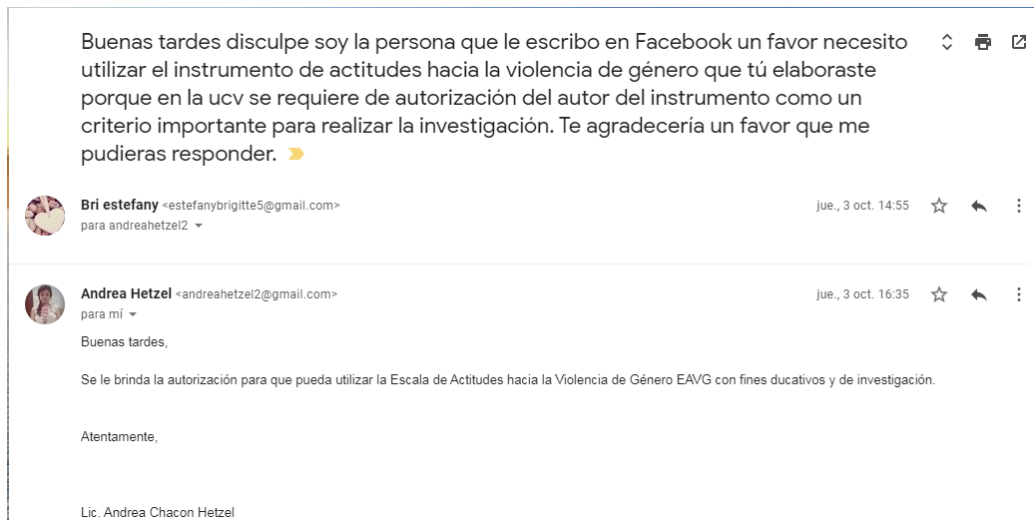 Buenas tardes disculpe soy la persona que le escribo en Facebook un favor necesito
utilizar el instrumento de actitudes hacia la violencia de género que tú elaboraste
porque en la ucv se requiere de autorización del autor del instrumento como un
criterio importante para realizar la investigación. Te agradecería un favor que me
pudieras responder.
Bri estefany <estefanybrigitte5@gmail.com> jue., 3 oct. 14:55
para andreahetzel2
Andrea Hetzel <andreahetzel2@gmail.com> jue., 3 oct. 16:35
para mí
Buenas tardes,
Se le brinda la autorización para que pueda utilizar la Escala de Actitudes hacia la Violencia de Género EAVG con fines ducativos y de investigación.
Atentamente,
Lic. Andrea Chacon Hetzel